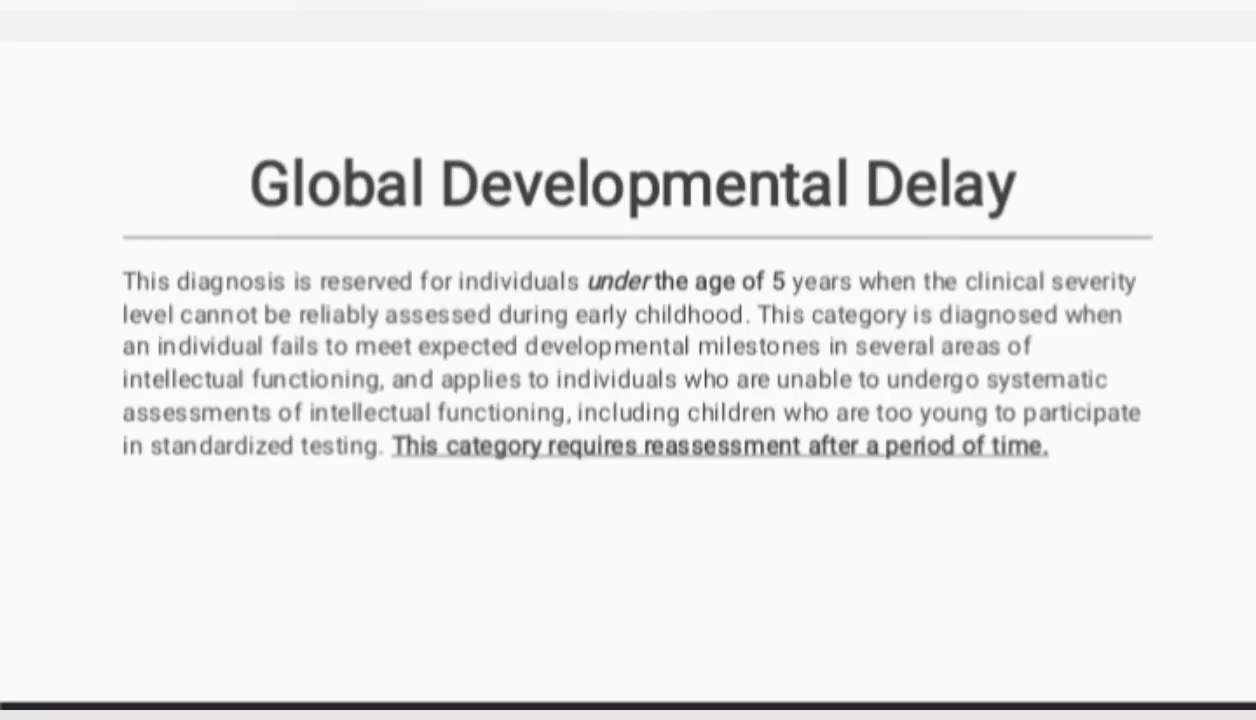 Global Developmental Delay
This diagnosis is reserved for individuals under the age of 5 years when the clinical severity
level cannot be reliably assessed during early childhood. This category is diagnosed when
an individual fails to meet expected developmental milestones in several areas of
intellectual functioning, and applies to individuals who are unable to undergo systematic
assessments of intellectual functioning, including children who are too young to participate
in standardized testing. This category requires reassessment after a period of time.